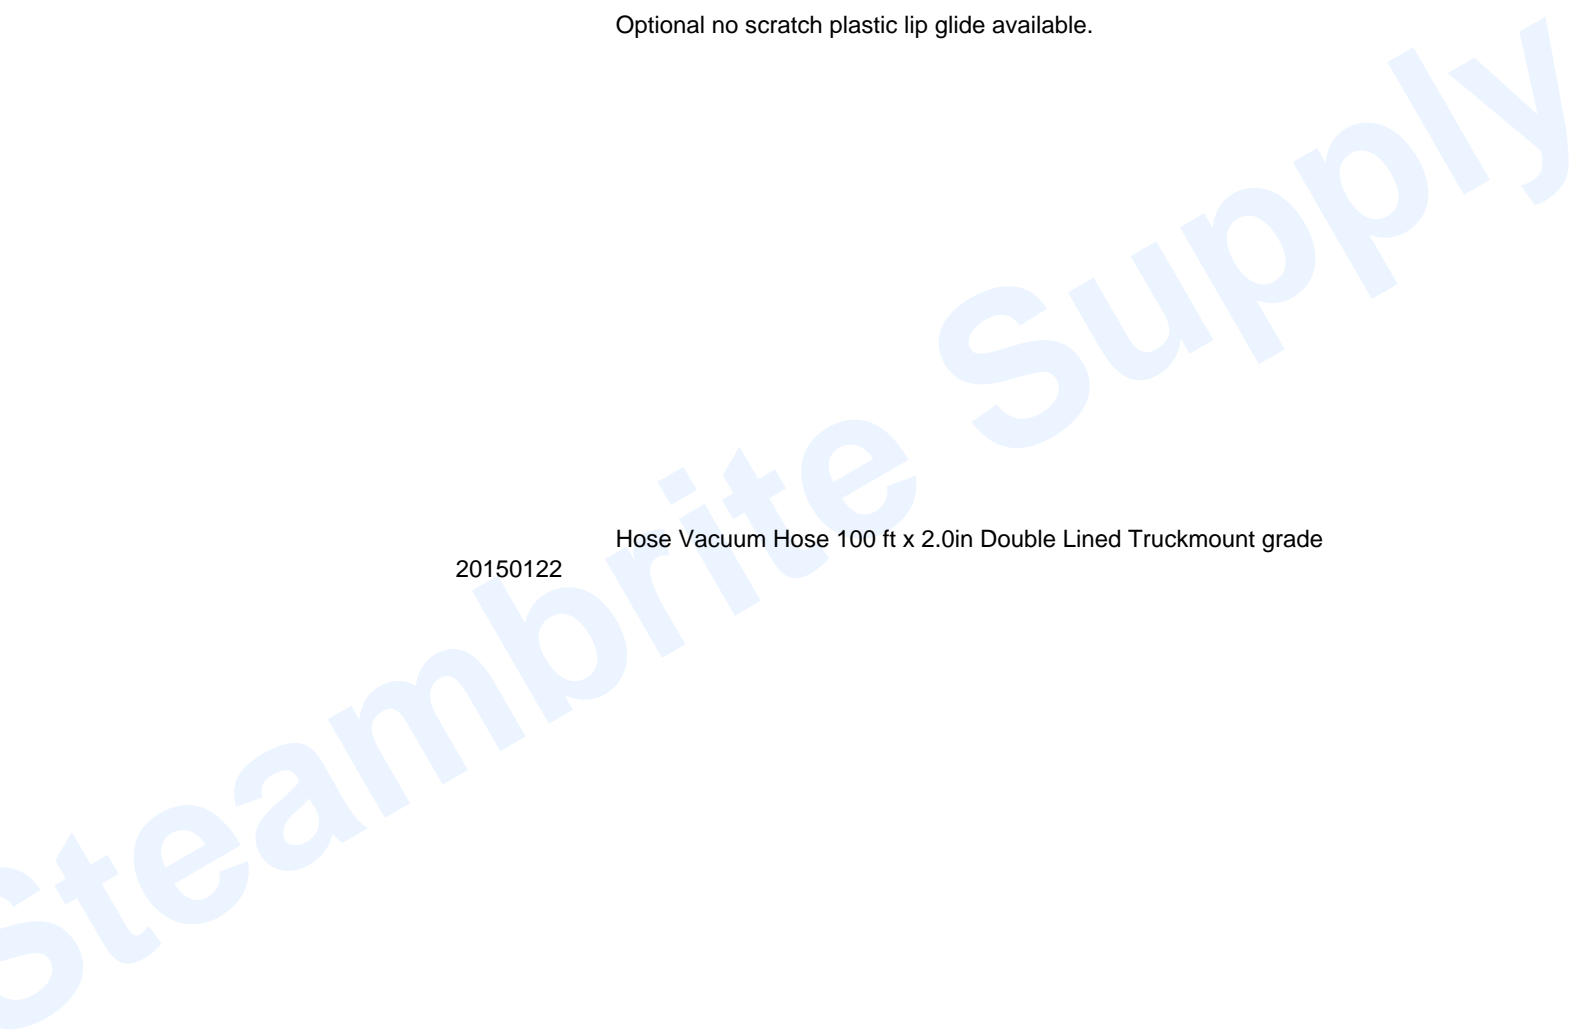 Optional no scratch plastic lip glide available.
Hose Vacuum Hose 100 ft x 2.0in Double Lined Truckmount grade
20150122
Steambrite Supply